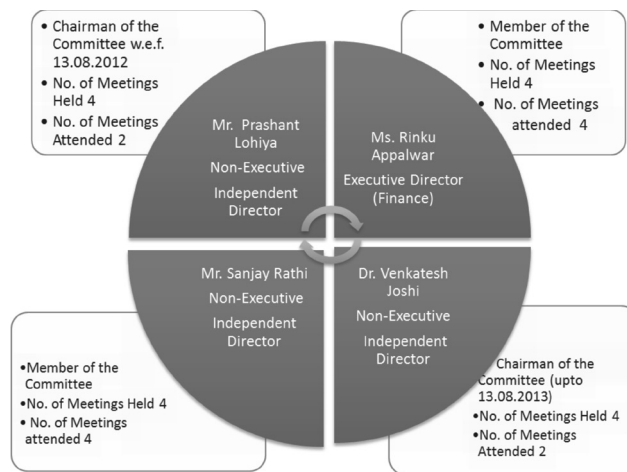 • Chairman of the
Committee w.e.f.
13.08.2012
• No. of Meetings
Held 4
• No. of Meetings
Attended 2
Mr. Prashant
Lohiya
Non-Executive
Independent
Director
• Member of the
Committee
• No. of Meetings
Held 4
• No. of Meetings
attended 4
Ms. Rinku
Appalwar
Executive Director
(Finance)
Mr. Sanjay Rathi
Non-Executive
Independent
Director
•Member of the
Committee
•No. of Meetings Held 4
• No. of Meetings
attended 4
Dr. Venkatesh
Joshi
Non-Executive
Independent
Director
Chairman of the
Committee (upto
13.08.2013)
•No. of Meetings Held 4
•No. of Meetings
Attended 2